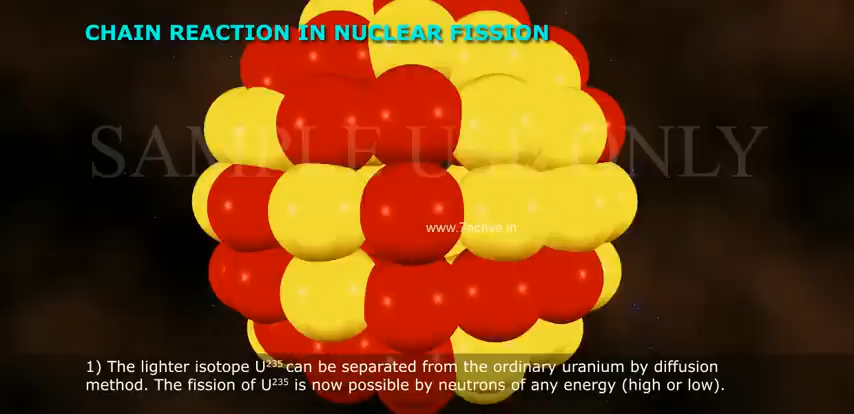 CHAIN REACTION IN NUCLEAR FISSION
SAMPLE USE ONLY
www.7active.in
1) The lighter isotope U²³⁵ can be separated from the ordinary uranium by diffusion
method. The fission of U²³⁵ is now possible by neutrons of any energy (high or low).